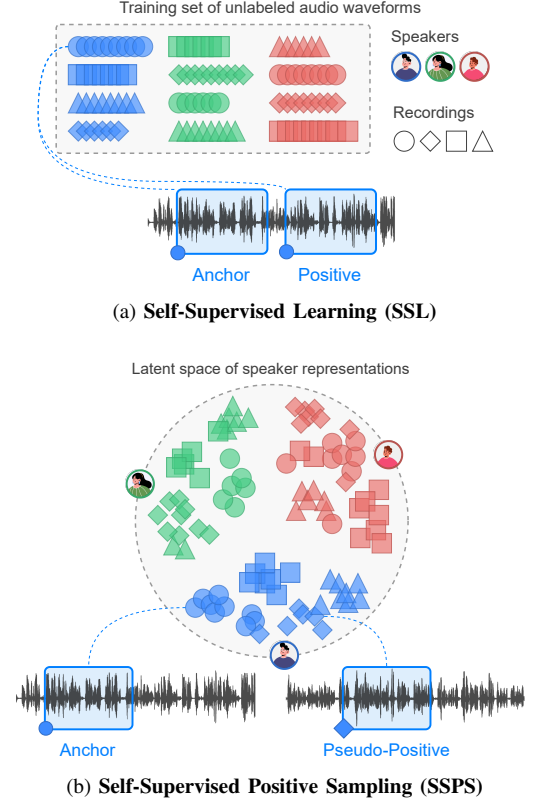 Training set of unlabeled audio waveforms
Speakers
Recordings
Anchor
Positive
(a) Self-Supervised Learning (SSL)
Latent space of speaker representations
Anchor
Pseudo-Positive
(b) Self-Supervised Positive Sampling (SSPS)